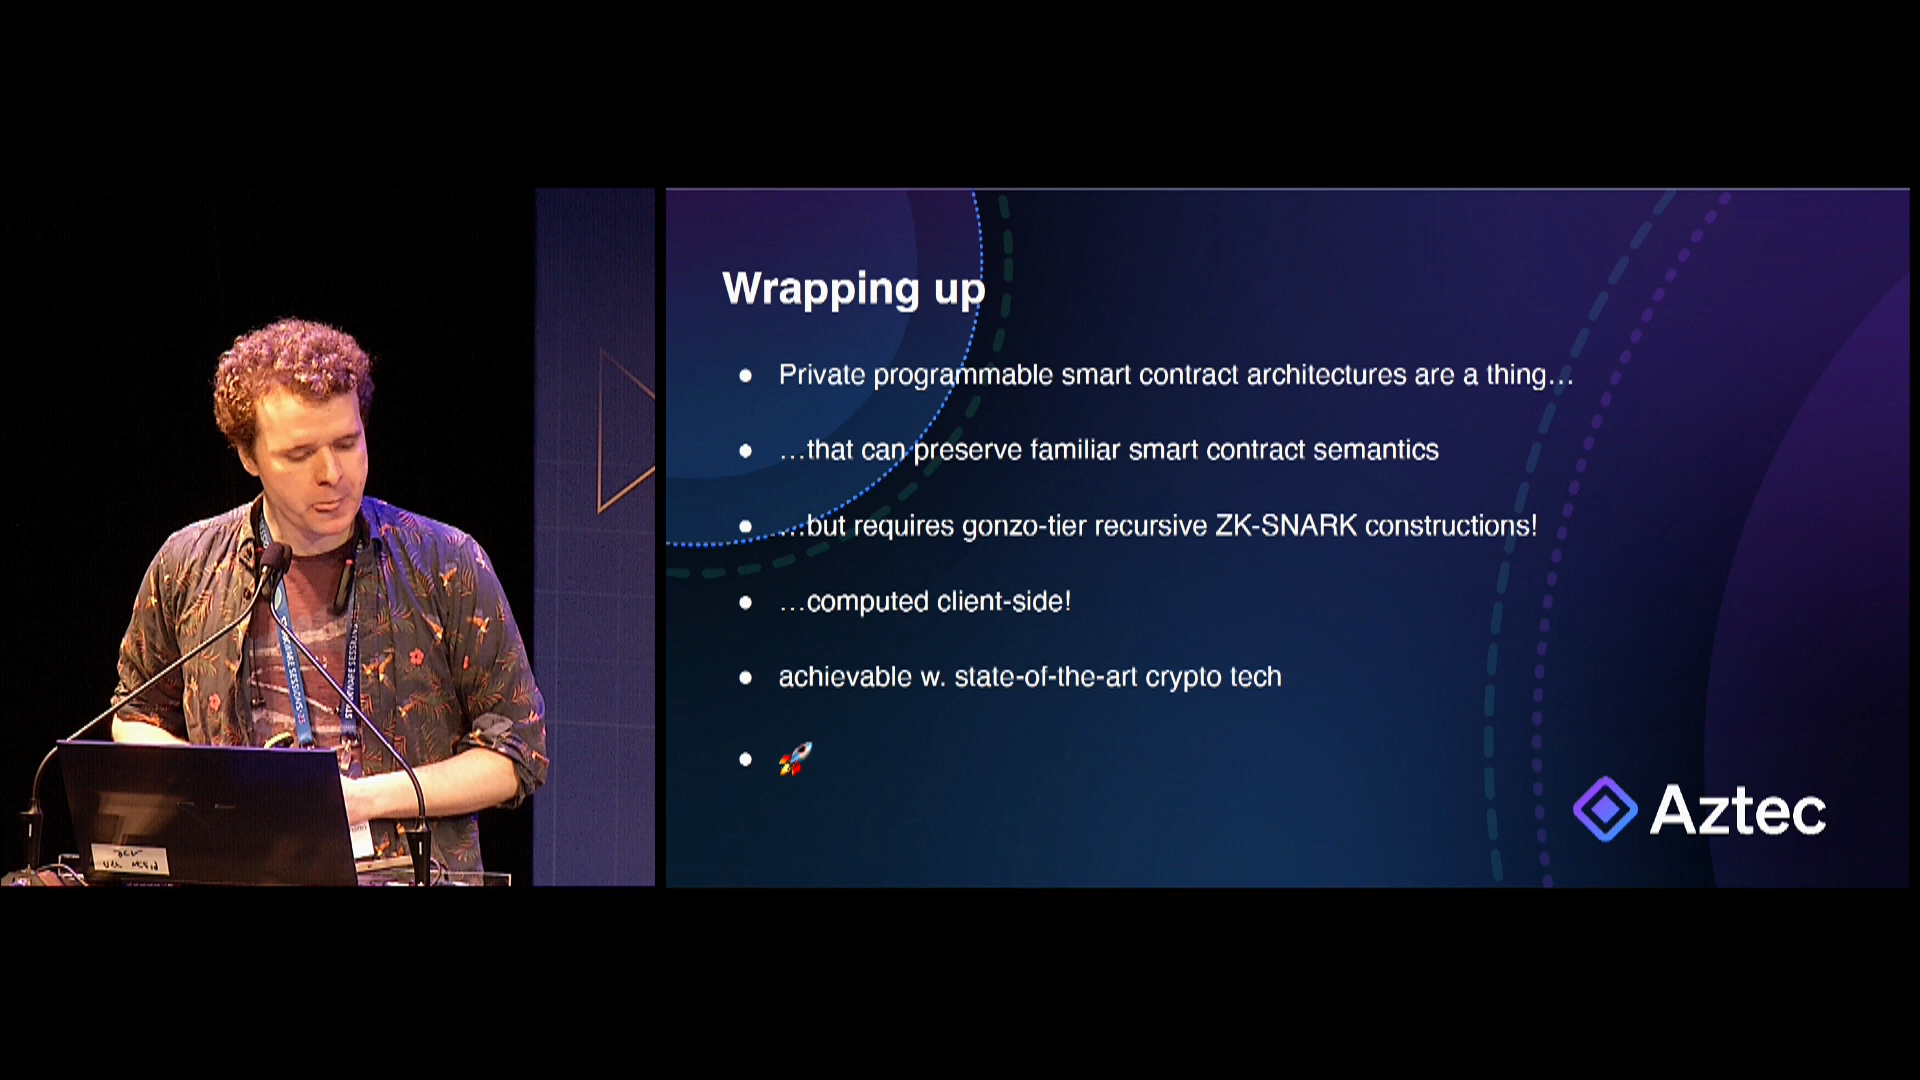 Wrapping up
● Private programmable smart contract architectures are a thing…
● …that can preserve familiar smart contract semantics
● …but requires gonzo-tier recursive ZK-SNARK constructions!
● …computed client-side!
● achievable w. state-of-the-art crypto tech
● 🚀
Aztec